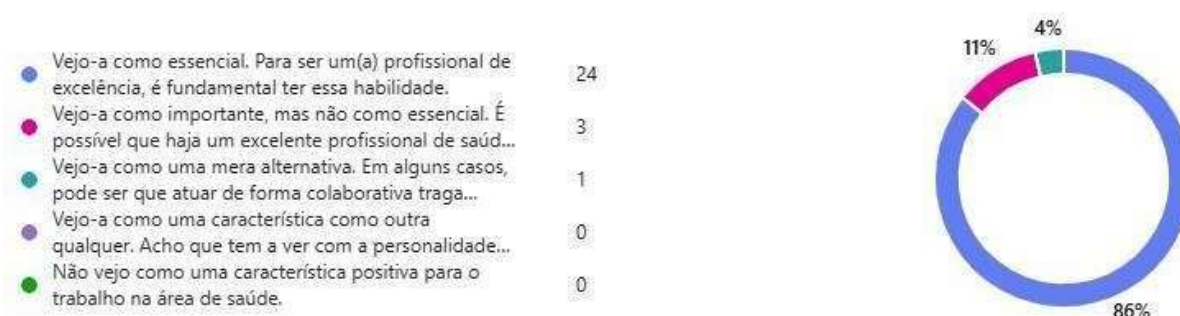 Vejo-a como essencial. Para ser um(a) profissional de
excelência, é fundamental ter essa habilidade.
24
Vejo-a como importante, mas não como essencial. É
possível que haja um excelente profissional de saúd...
3
Vejo-a como uma mera alternativa. Em alguns casos,
pode ser que atuar de forma colaborativa traga...
1
Vejo-a como uma característica como outra
qualquer. Acho que tem a ver com a personalidade...
0
Não vejo como uma característica positiva para o
trabalho na área de saúde.
0
4%
11%
86%